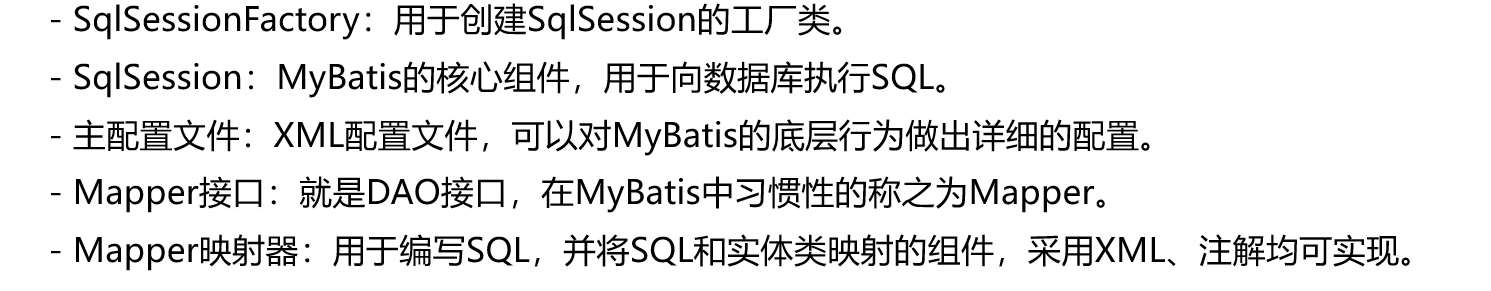 - SqlSessionFactory：用于创建SqlSession的工厂类。
- SqlSession：MyBatis的核心组件，用于向数据库执行SQL。
- 主配置文件：XML配置文件，可以对MyBatis的底层行为做出详细的配置。
- Mapper接口：就是DAO接口，在MyBatis中习惯性的称之为Mapper。
- Mapper映射器：用于编写SQL，并将SQL和实体类映射的组件，采用XML、注解均可实现。